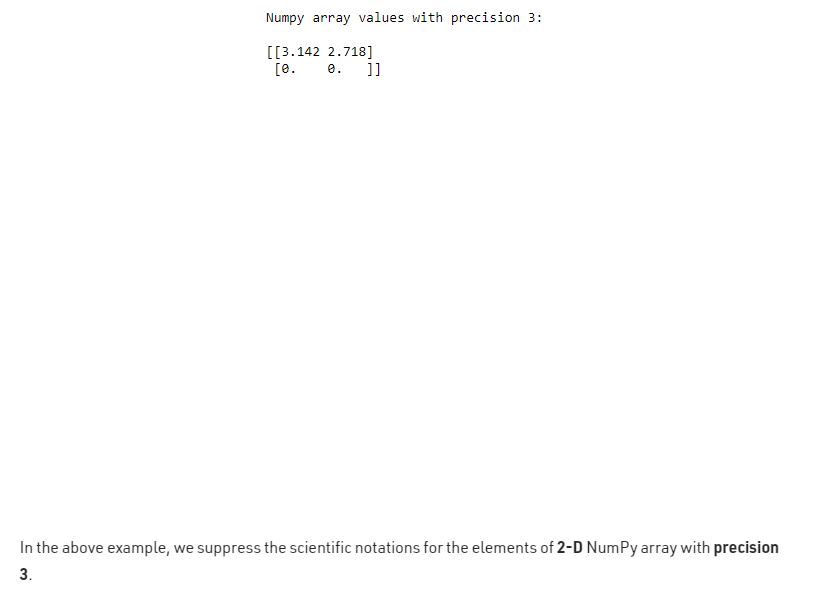 Numpy array values with precision 3:
[[3.142 2.718]
 [0.    0.   ]]
In the above example, we suppress the scientific notations for the elements of 2-D NumPy array with precision
3.